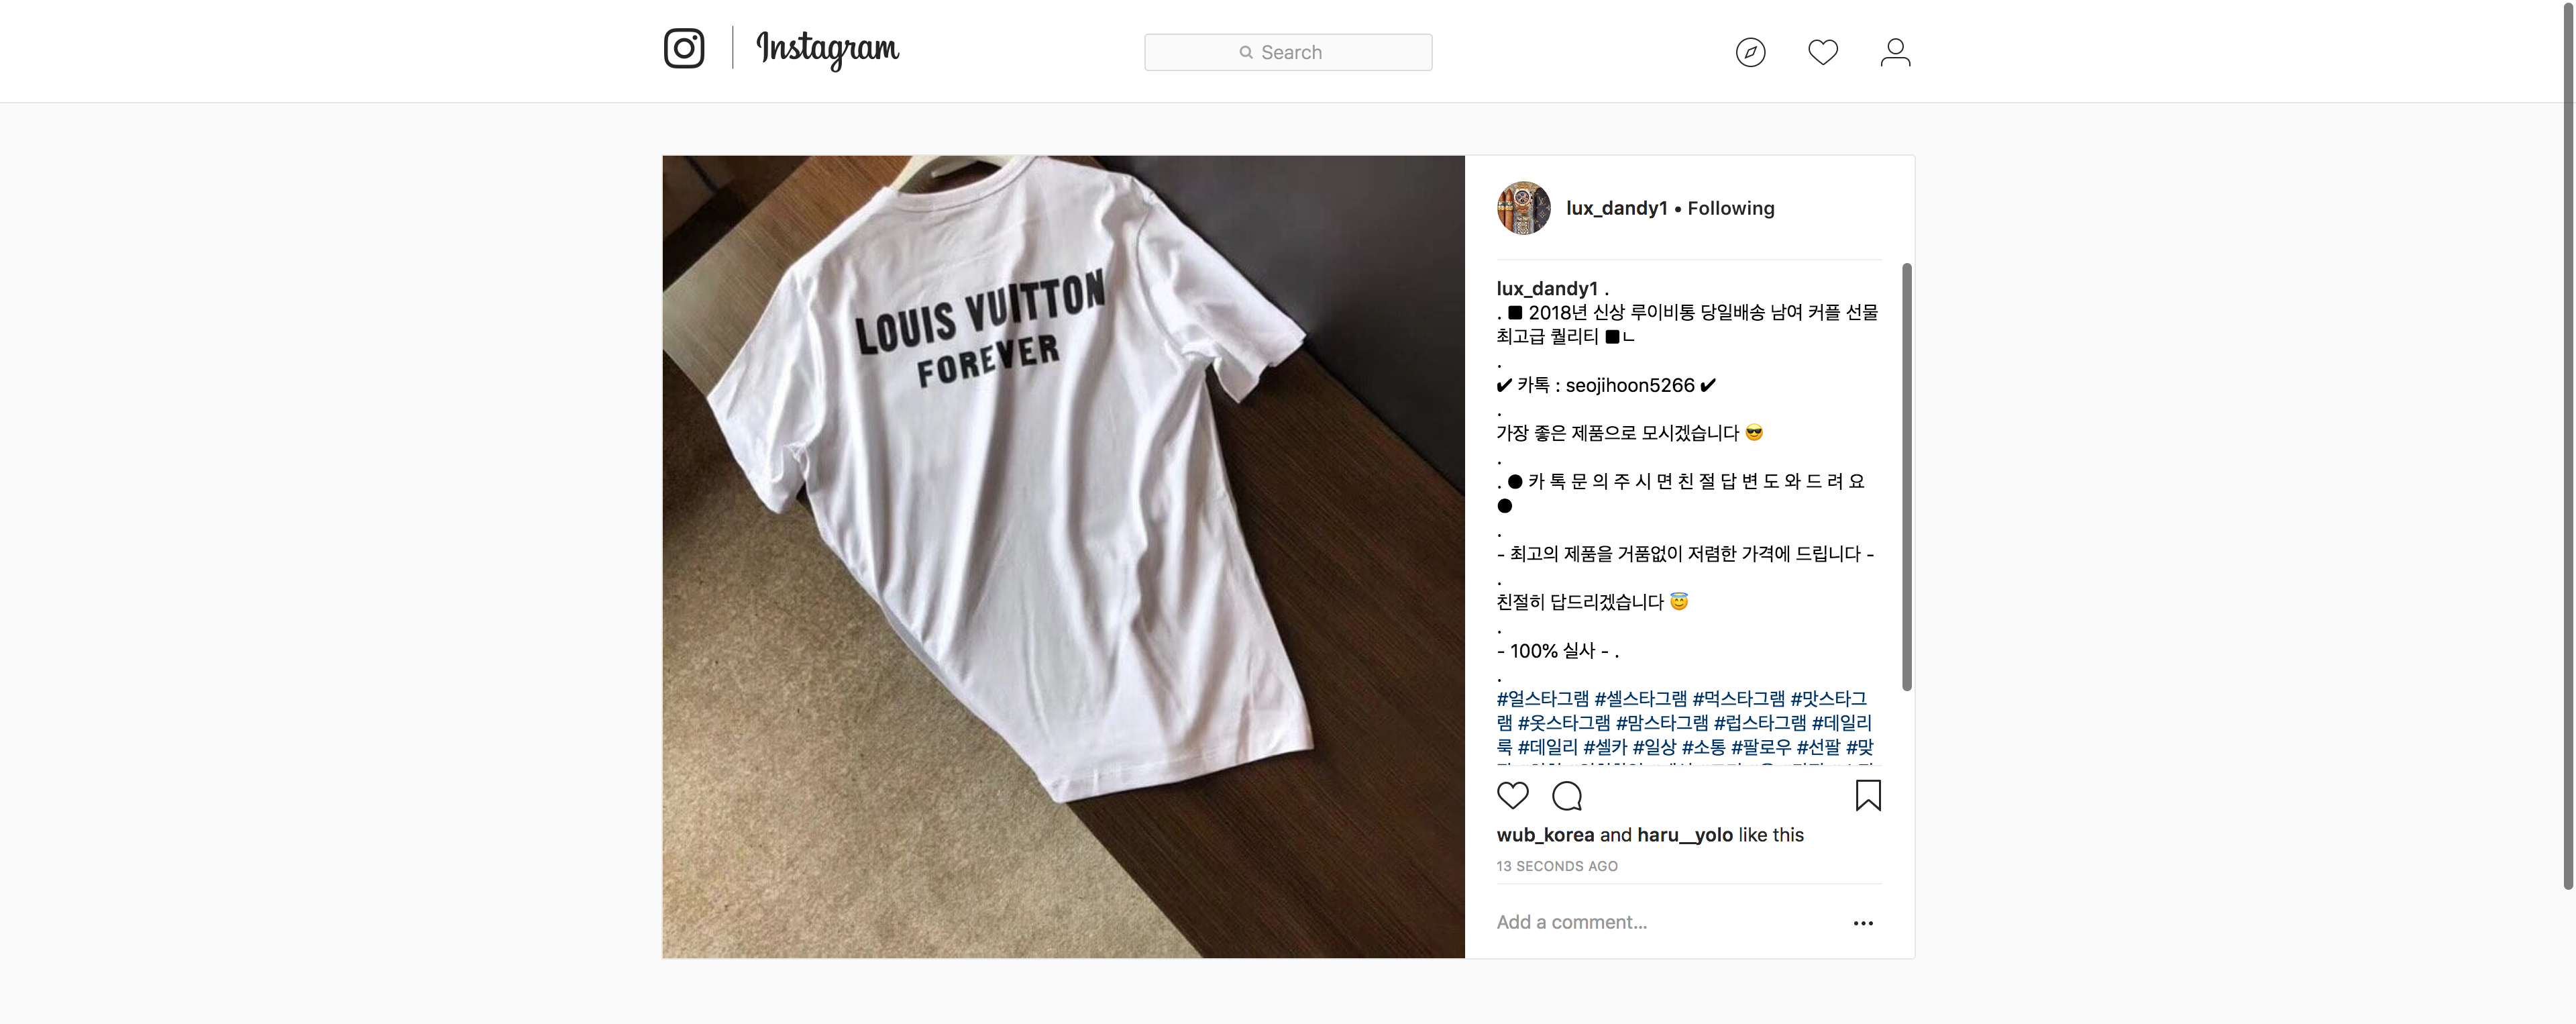 Instagram
Search
LOUIS VUITTON
FOREVER
lux_dandy1 • Following
lux_dandy1 .
. ■ 2018년 신상 루이비통 당일배송 남여 커플 선물
최고급 퀄리티 ■ㄴ
.
✔ 카톡 : seojihoon5266 ✔
.
가장 좋은 제품으로 모시겠습니다 😎
.
. ● 카 톡 문 의 주 시 면 친 절 답 변 도 와 드 려 요
●
.
- 최고의 제품을 거품없이 저렴한 가격에 드립니다 -
.
친절히 답드리겠습니다 😇
.
- 100% 실사 - .
.
#얼스타그램 #셀스타그램 #먹스타그램 #맛스타그
램 #옷스타그램 #맘스타그램 #럽스타그램 #데일리
룩 #데일리 #셀카 #일상 #소통 #팔로우 #선팔 #맞
wub_korea and haru__yolo like this
13 SECONDS AGO
Add a comment...